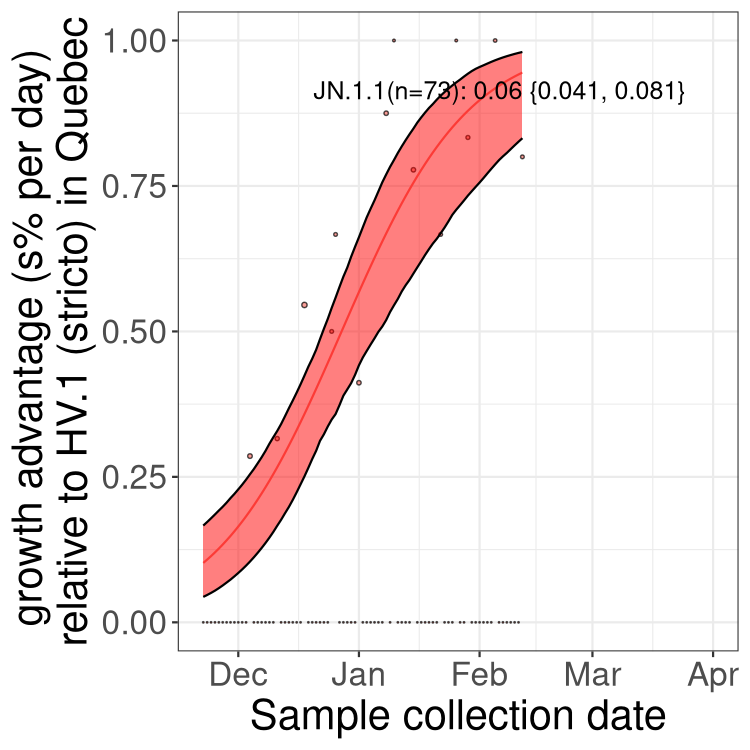 growth advantage (s% per day)
relative to HV.1 (stricto) in Quebec
1.00
0.75
0.50
0.25
0.00
JN.1.1(n=73): 0.06 {0.041, 0.081}
Dec Jan Feb Mar Apr
Sample collection date